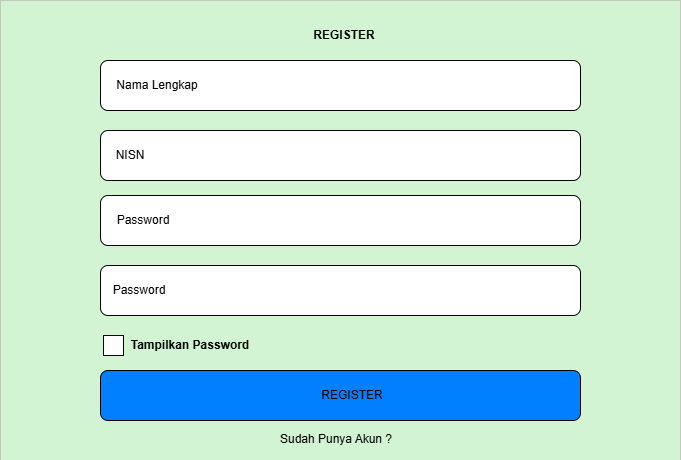 REGISTER
Nama Lengkap
NISN
Password
Password
Tampilkan Password
REGISTER
Sudah Punya Akun ?